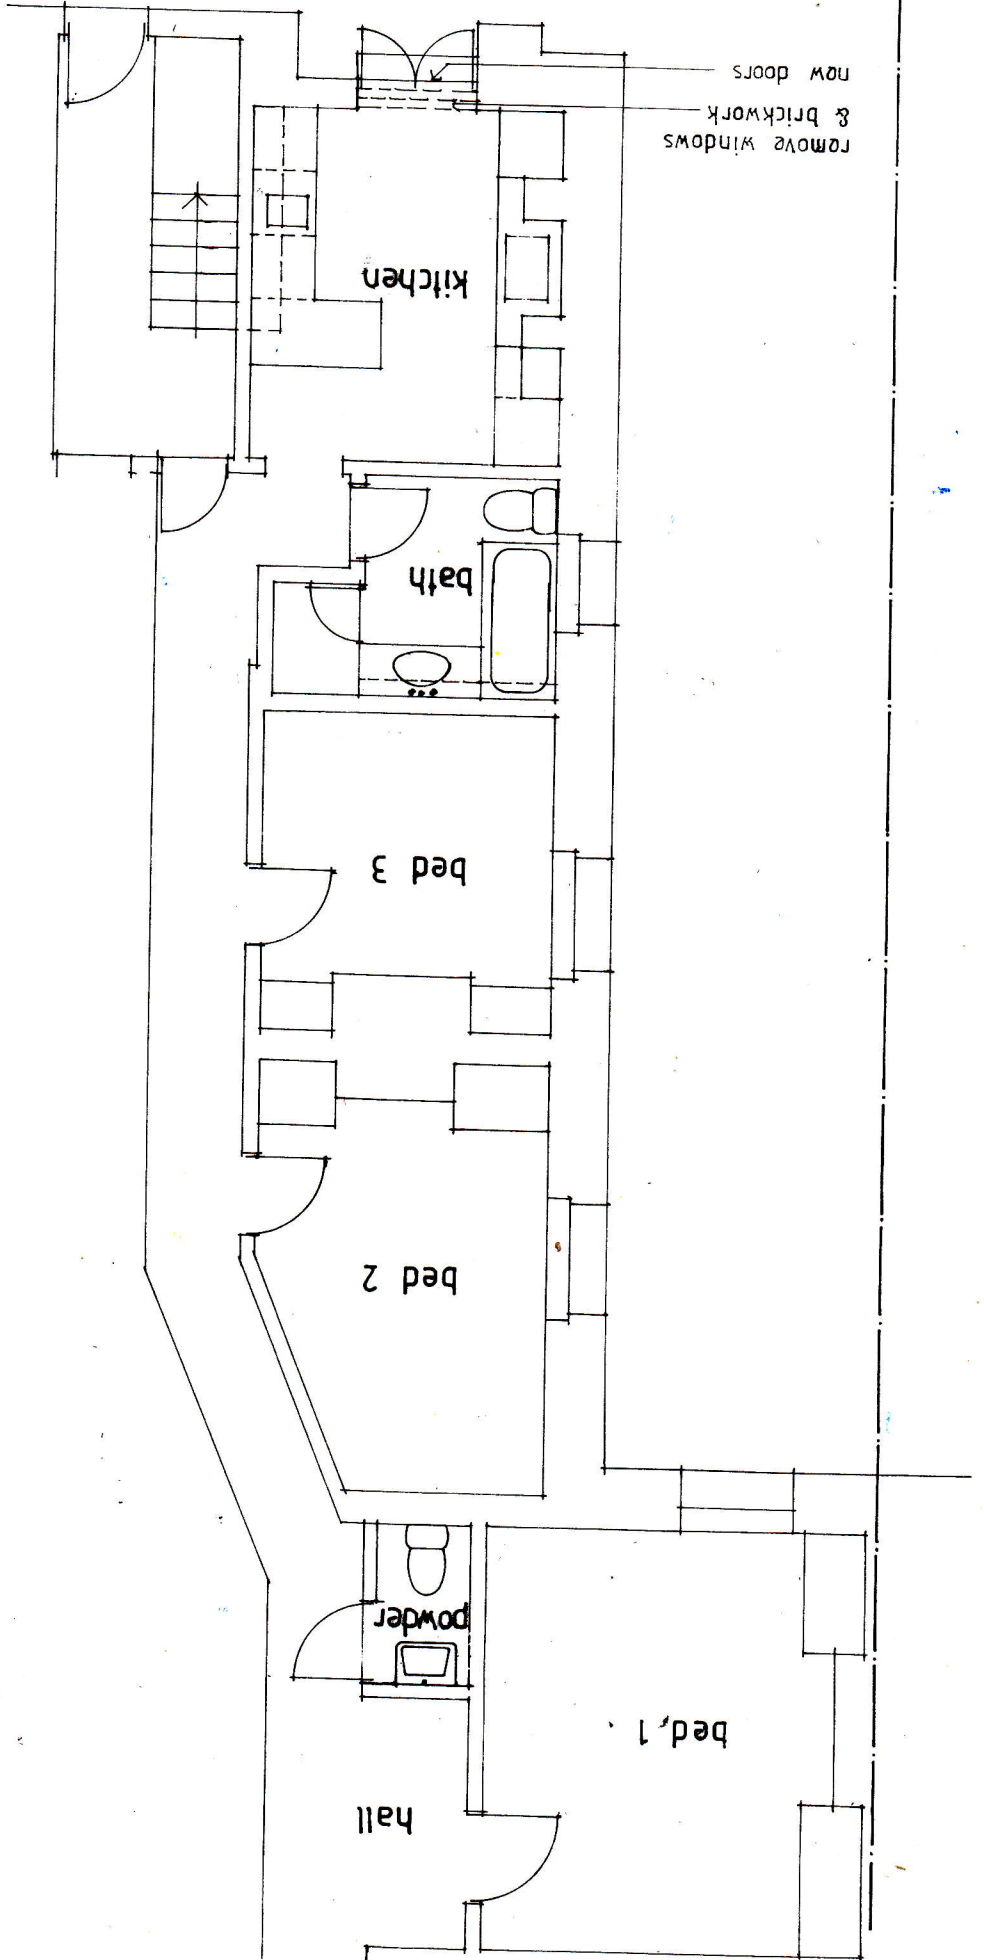 hall
bed 1
powder
bed 2
bed 3
bath
kitchen
remove windows
& brickwork
new doors